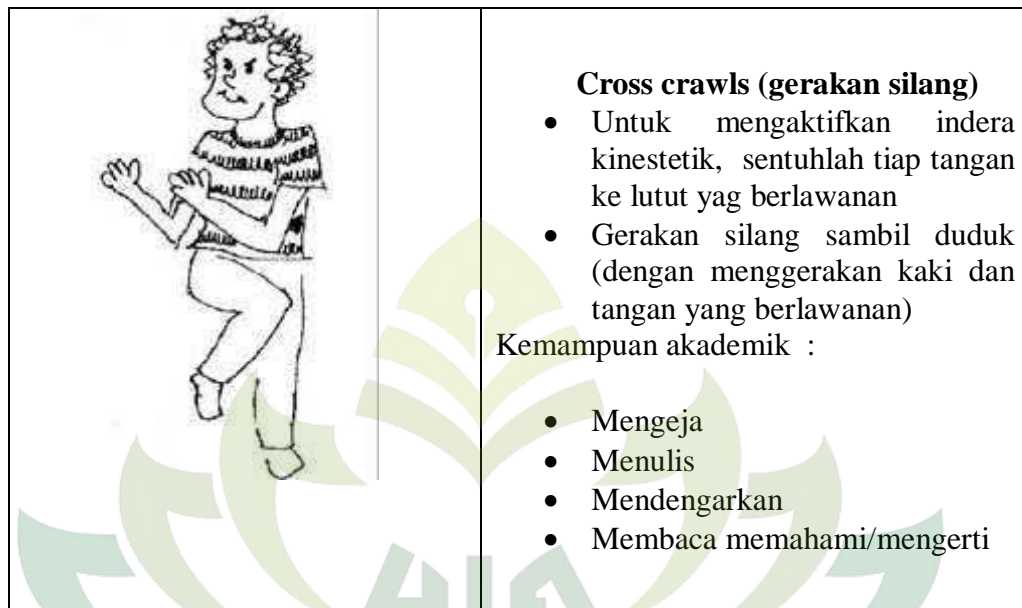 Cross crawls (gerakan silang)
• Untuk mengaktifkan indera
kinestetik, sentuhlah tiap tangan
ke lutut yag berlawanan
• Gerakan silang sambil duduk
(dengan menggerakan kaki dan
tangan yang berlawanan)
Kemampuan akademik :
• Mengeja
• Menulis
• Mendengarkan
• Membaca memahami/mengerti